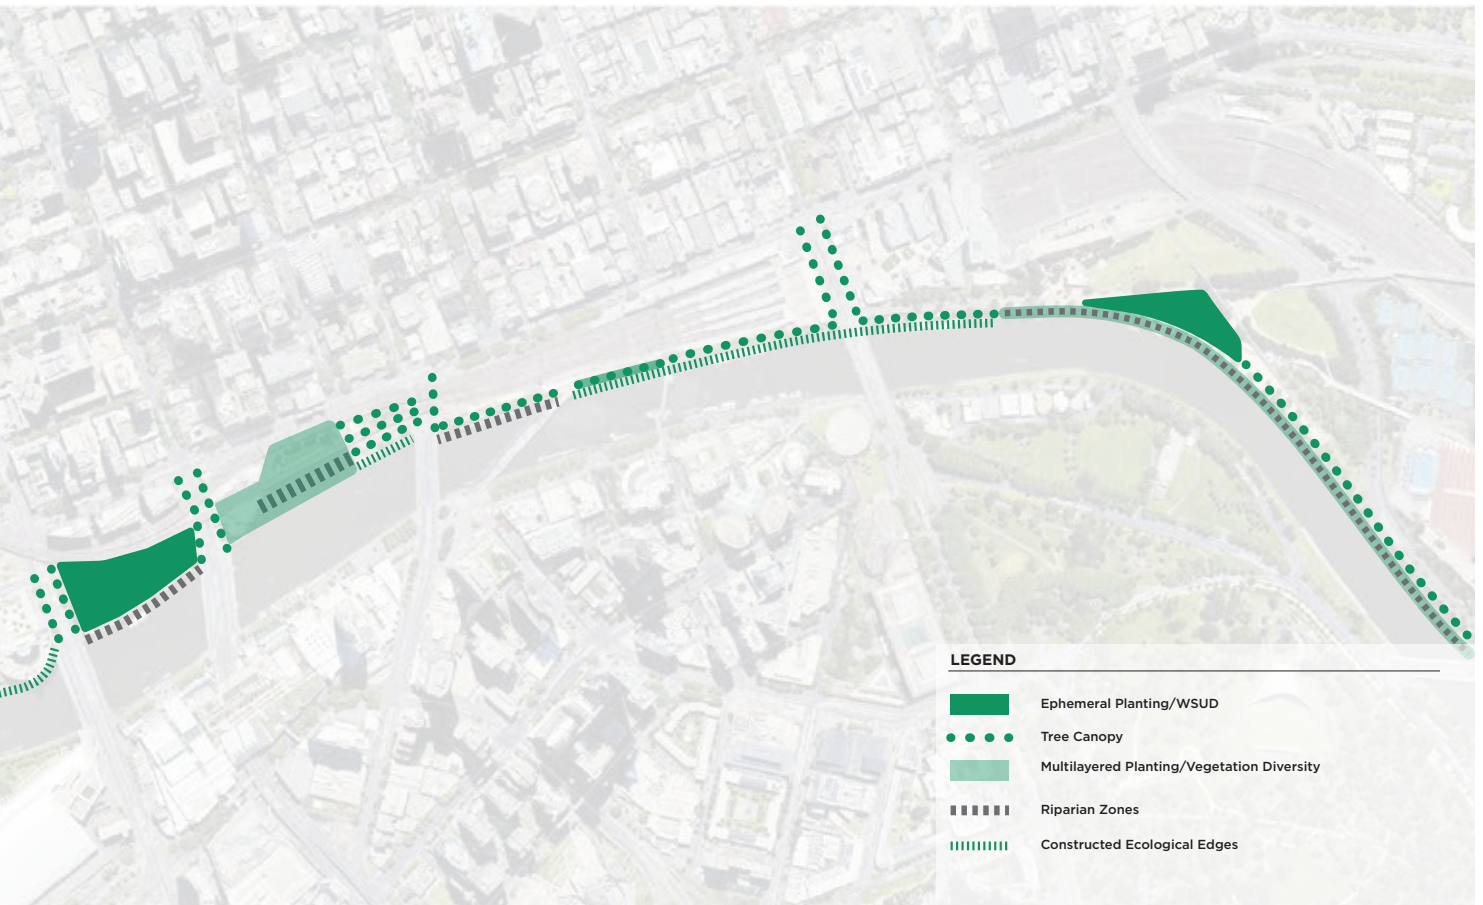 LEGEND
Ephemeral Planting/WSUD
Tree Canopy
Multilayered Planting/Vegetation Diversity
Riparian Zones
Constructed Ecological Edges